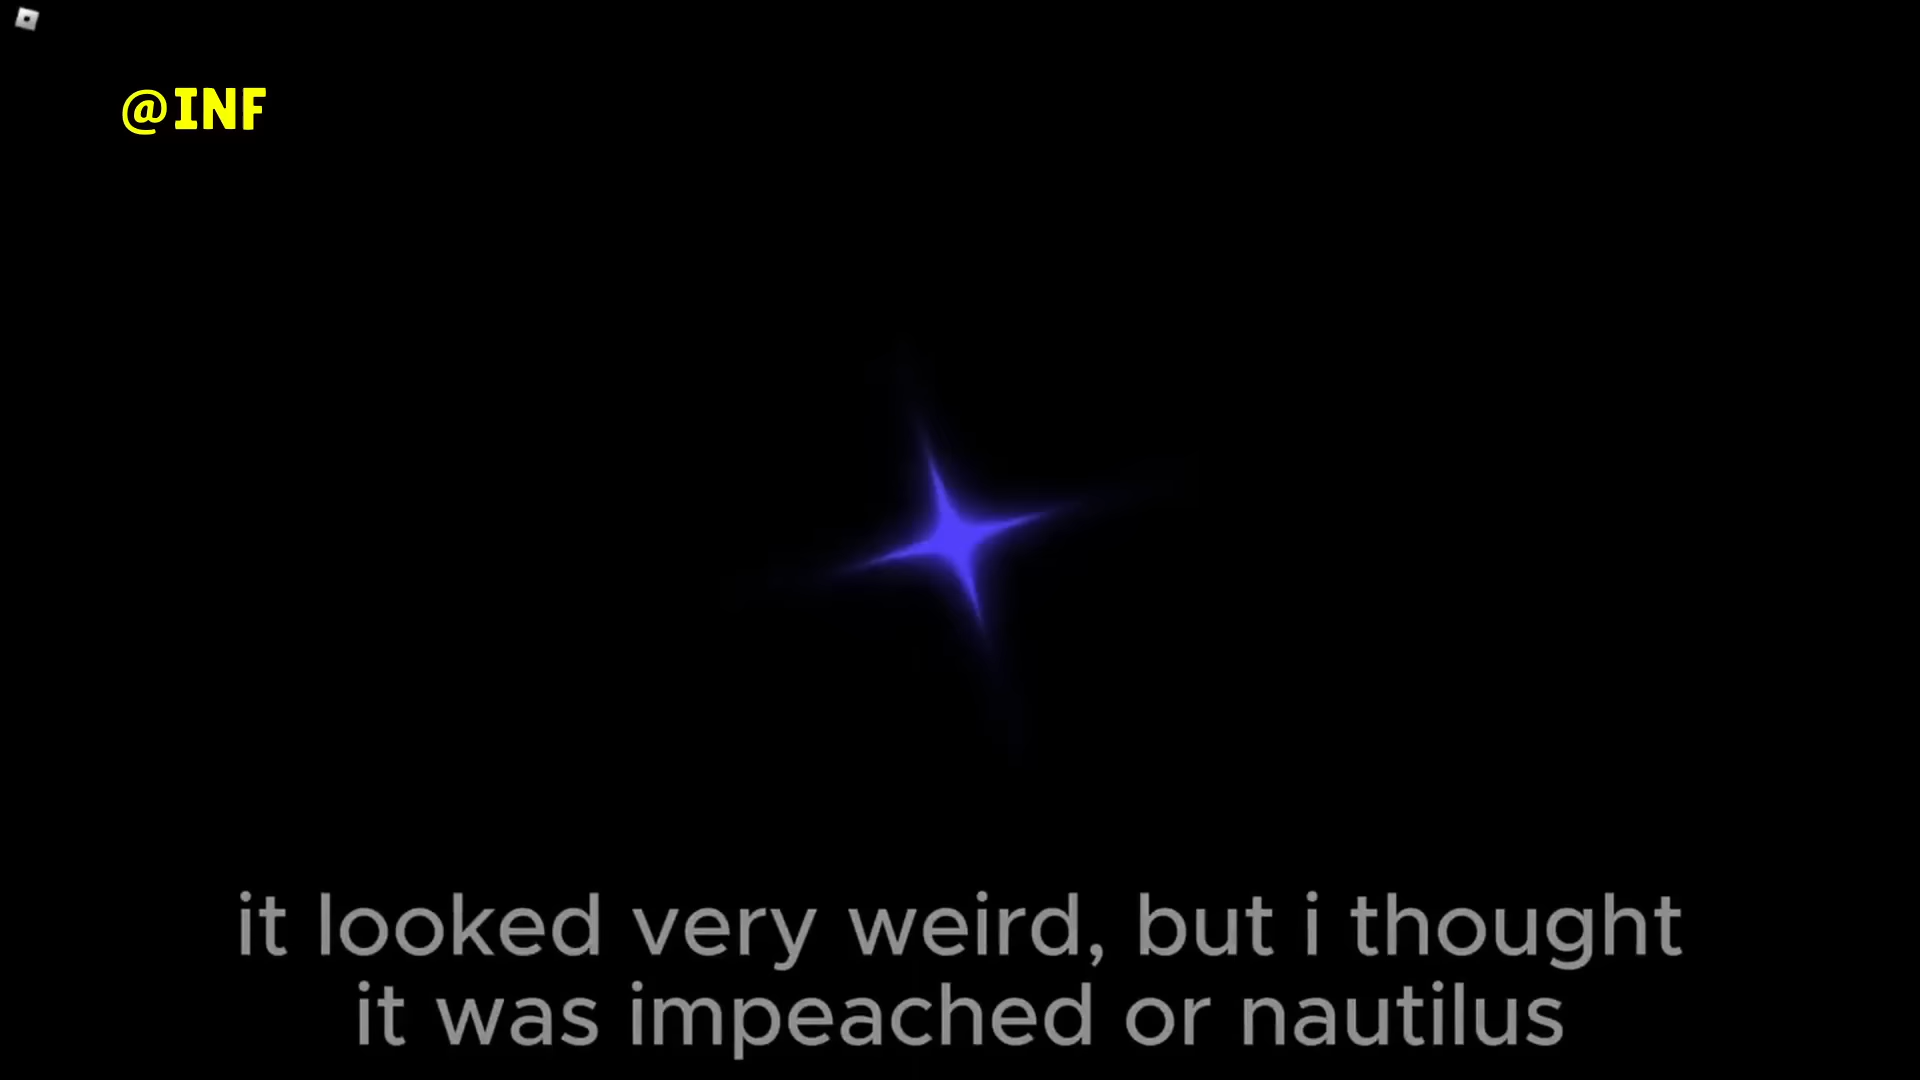 @INF
it looked very weird, but i thought
it was impeached or nautilus